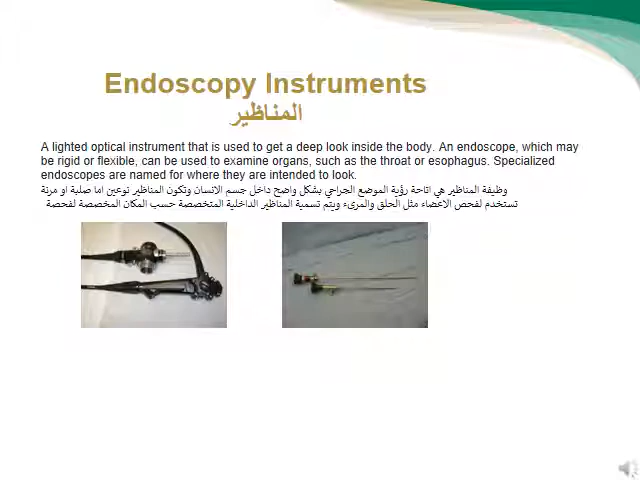 Endoscopy Instruments
المناظير
A lighted optical instrument that is used to get a deep look inside the body. An endoscope, which may
be rigid or flexible, can be used to examine organs, such as the throat or esophagus. Specialized
endoscopes are named for where they are intended to look.
وظيفة المناظير هي اتاحة رؤية الموضع الجراحي بشكل واضح داخل جسم الانسان وتكون المناظير نوعين اما صلبة او مرنة
تستخدم لفحص الاعضاء مثل الحلق والمرىء ويتم تسمية المناظير الداخلية المتخصصة حسب المكان المخصصة لفحصة